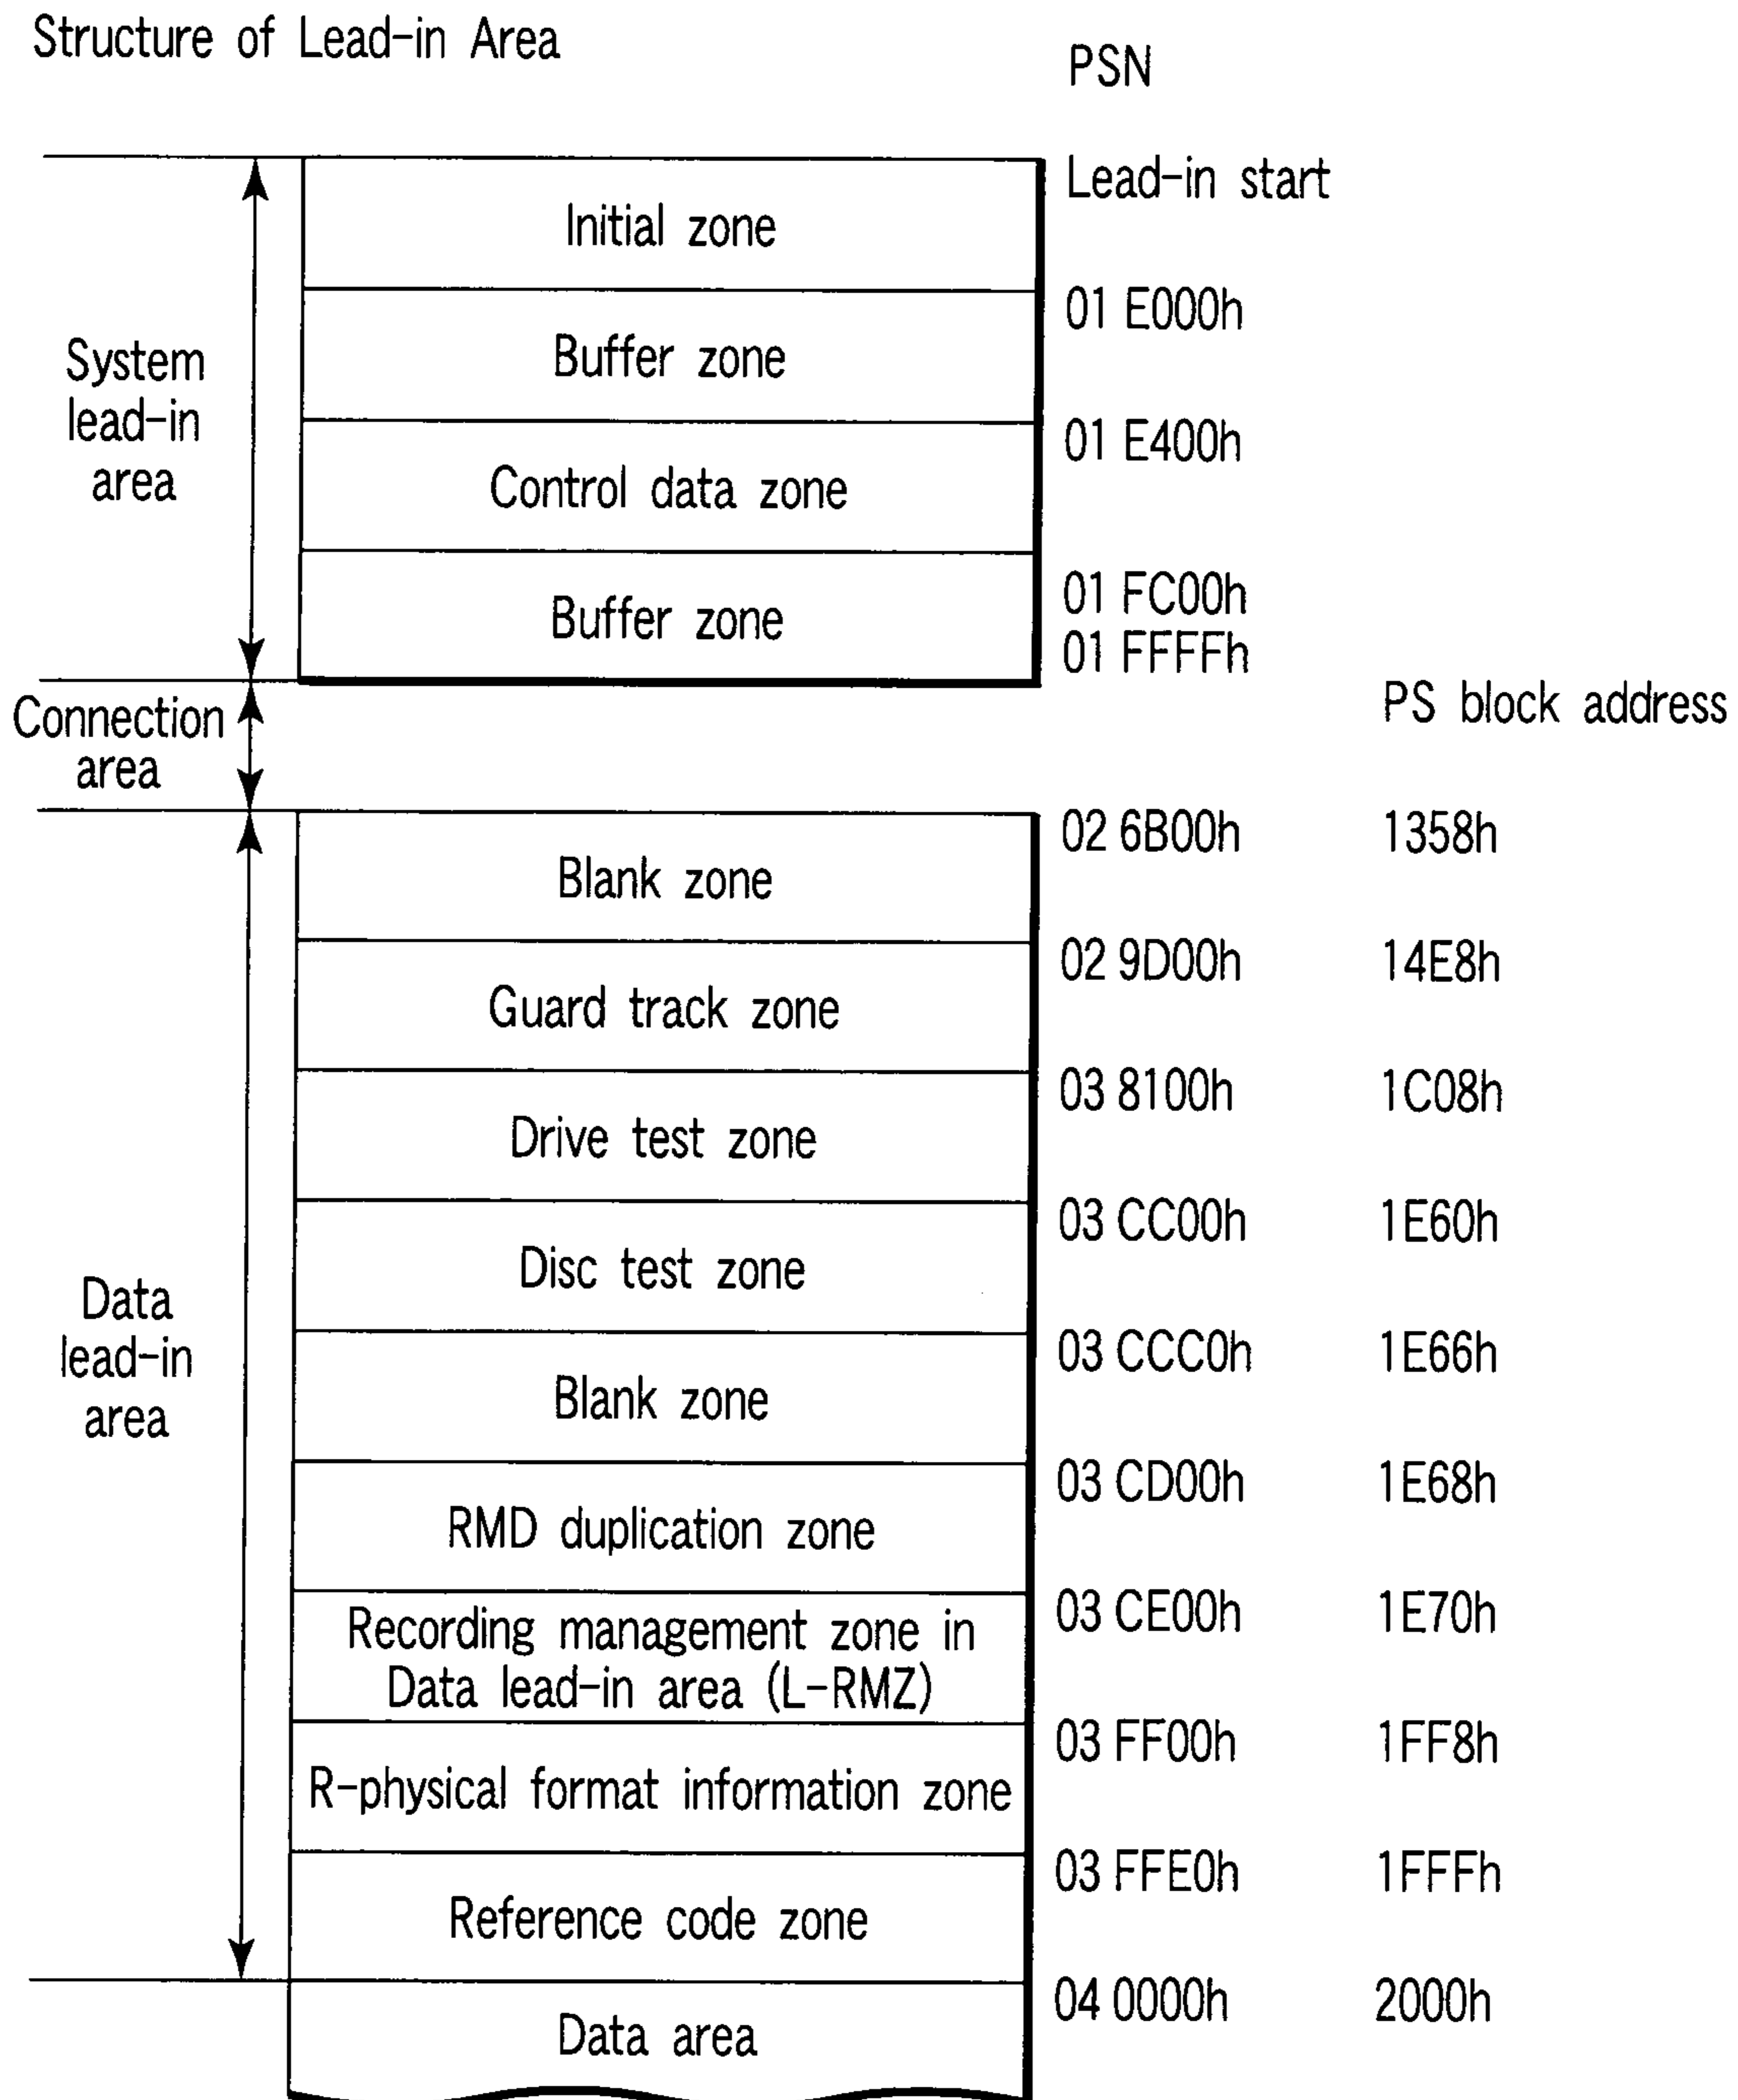 Structure of Lead-in Area
PSN
Lead-in start
Initial zone
01 E000h
Buffer zone
System
lead-in
area
01 E400h
Control data zone
01 FC00h
Buffer zone
01 FFFFh
Connection
area
PS block address
02 6B00h 1358h
Blank zone
02 9D00h 14E8h
Guard track zone
03 8100h 1C08h
Drive test zone
03 CC00h 1E60h
Disc test zone
Data
lead-in
area
03 CCC0h 1E66h
Blank zone
03 CD00h 1E68h
RMD duplication zone
03 CE00h 1E70h
Recording management zone in
Data lead-in area (L-RMZ)
03 FF00h 1FF8h
R-physical format information zone
03 FFE0h 1FFFh
Reference code zone
04 0000h 2000h
Data area